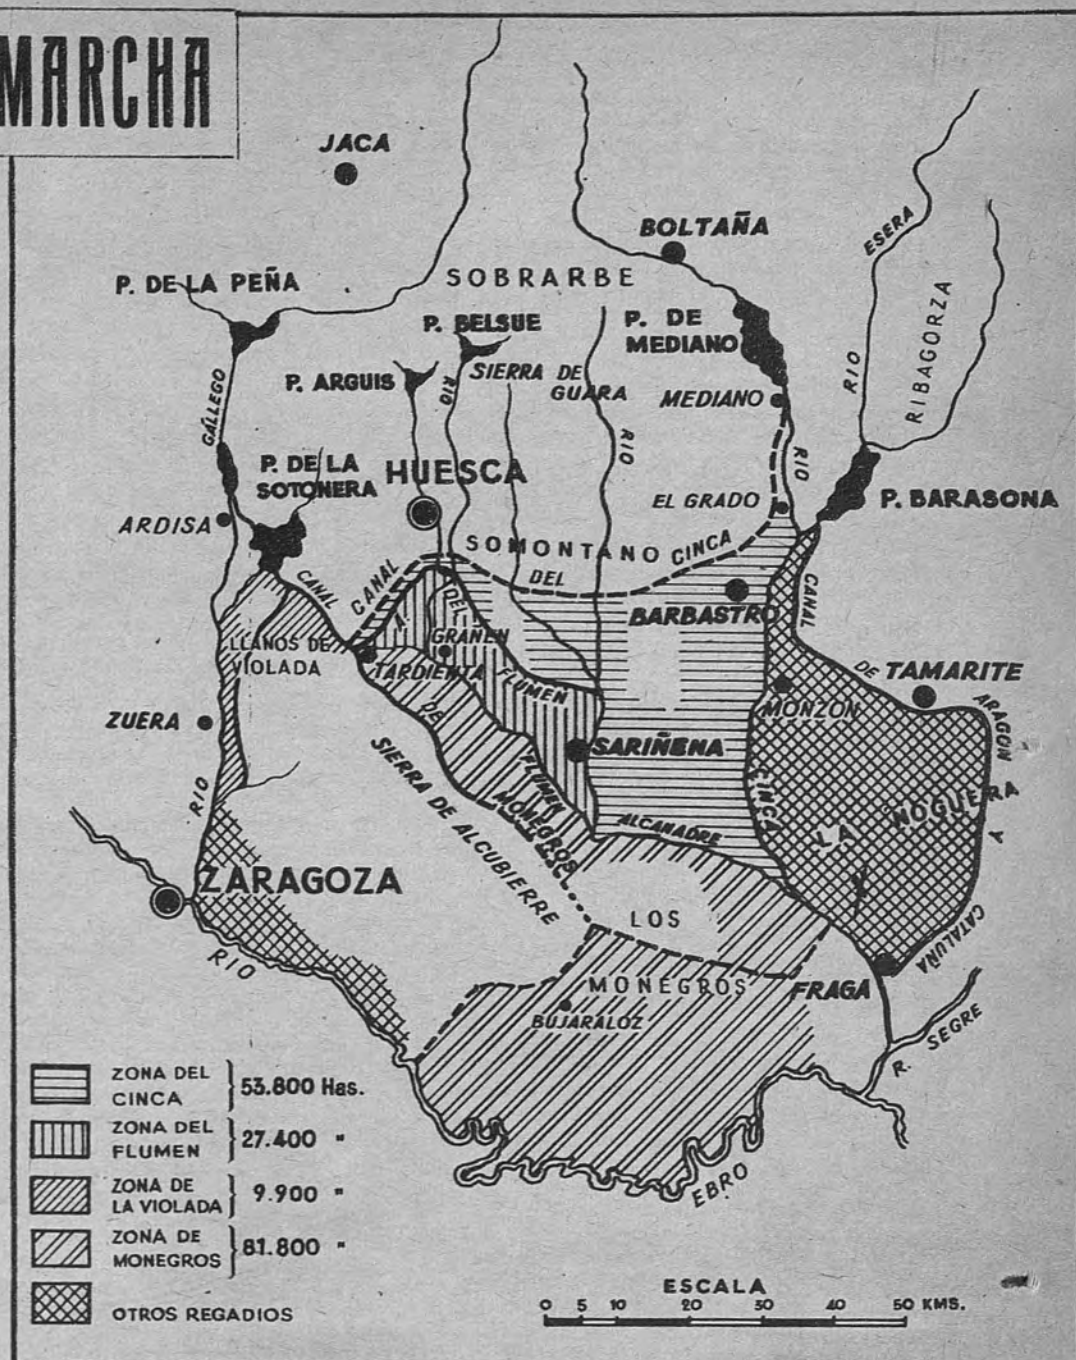 MARCHA
JACA
BOLTAÑA
ESERA
P. DE LA PEÑA
SOBRARBE
RIBAGORZA
P. BELSUE
P. DE
MEDIANO
RIO
P. ARGUIS
RIO
SIERRA DE
GUARA
MEDIANO
GÁLLEGO
RIO
RIO
P. DE LA
SOTONERA
HUESCA
EL GRADO
P. BARASONA
ARDISA
SOMONTANO
CINCA
DEL
CANAL
CANAL
CANAL
BARBASTRO
DEL
GRAÑEN
LLANOS DE
VIOLADA
TARDIENTA
FLUMEN
DE
TAMARITE
MONZON
ARAGON
ZUERA
DE
SARIÑENA
SIERRA DE ALCUBIERRE
FLUMEN
MONEGROS
RIO
CINCA
LA NOGUERA
Y
ALCANADRE
ZARAGOZA
LOS
CATALUÑA
RIO
MONEGROS
FRAGA
BUJARALOZ
R. SEGRE
EBRO
ZONA DEL
CINCA
53.800 Has.
ZONA DEL
FLUMEN
27.400 "
ZONA DE
LA VIOLADA
9.900 "
ZONA DE
MONEGROS
81.800 "
OTROS REGADIOS
ESCALA
0 5 10 20 30 40 50 KMS.